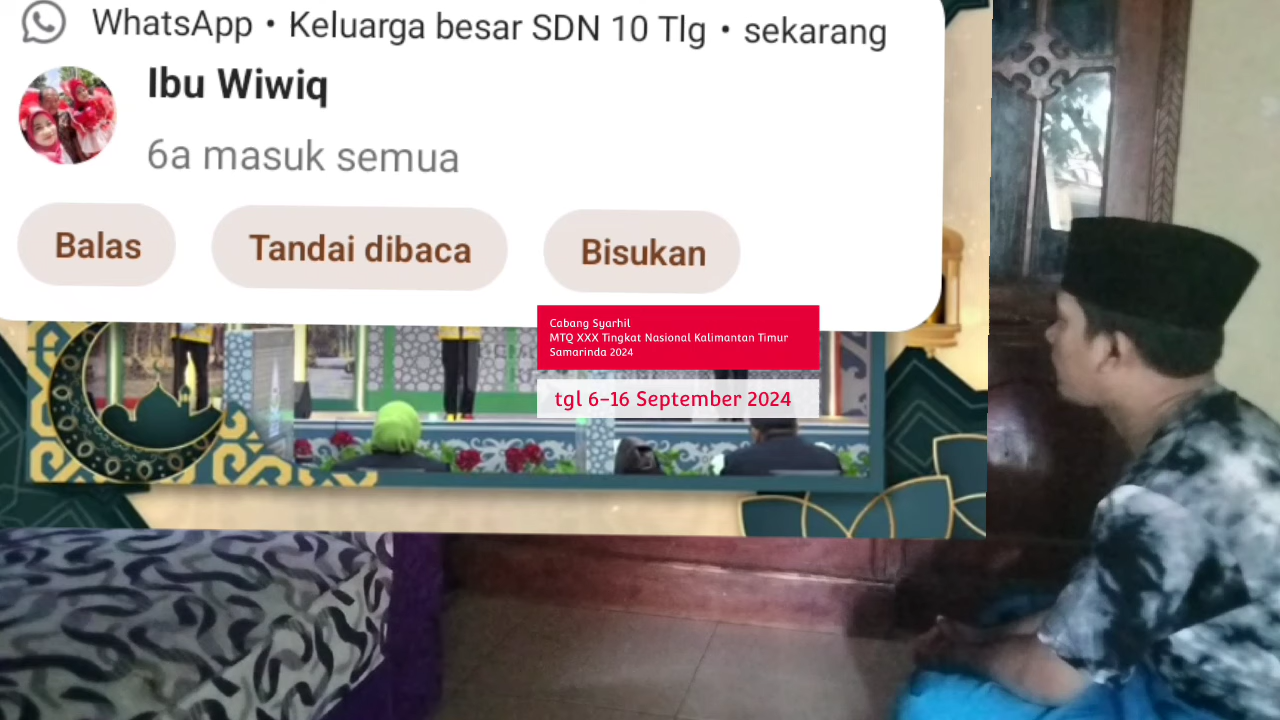 WhatsApp • Keluarga besar SDN 10 Tlg • sekarang
Ibu Wiwiq
6a masuk semua
Balas
Tandai dibaca
Bisukan
Cabang Syarhil
MTQ XXX Tingkat Nasional Kalimantan Timur
Samarinda 2024
tgl 6-16 September 2024